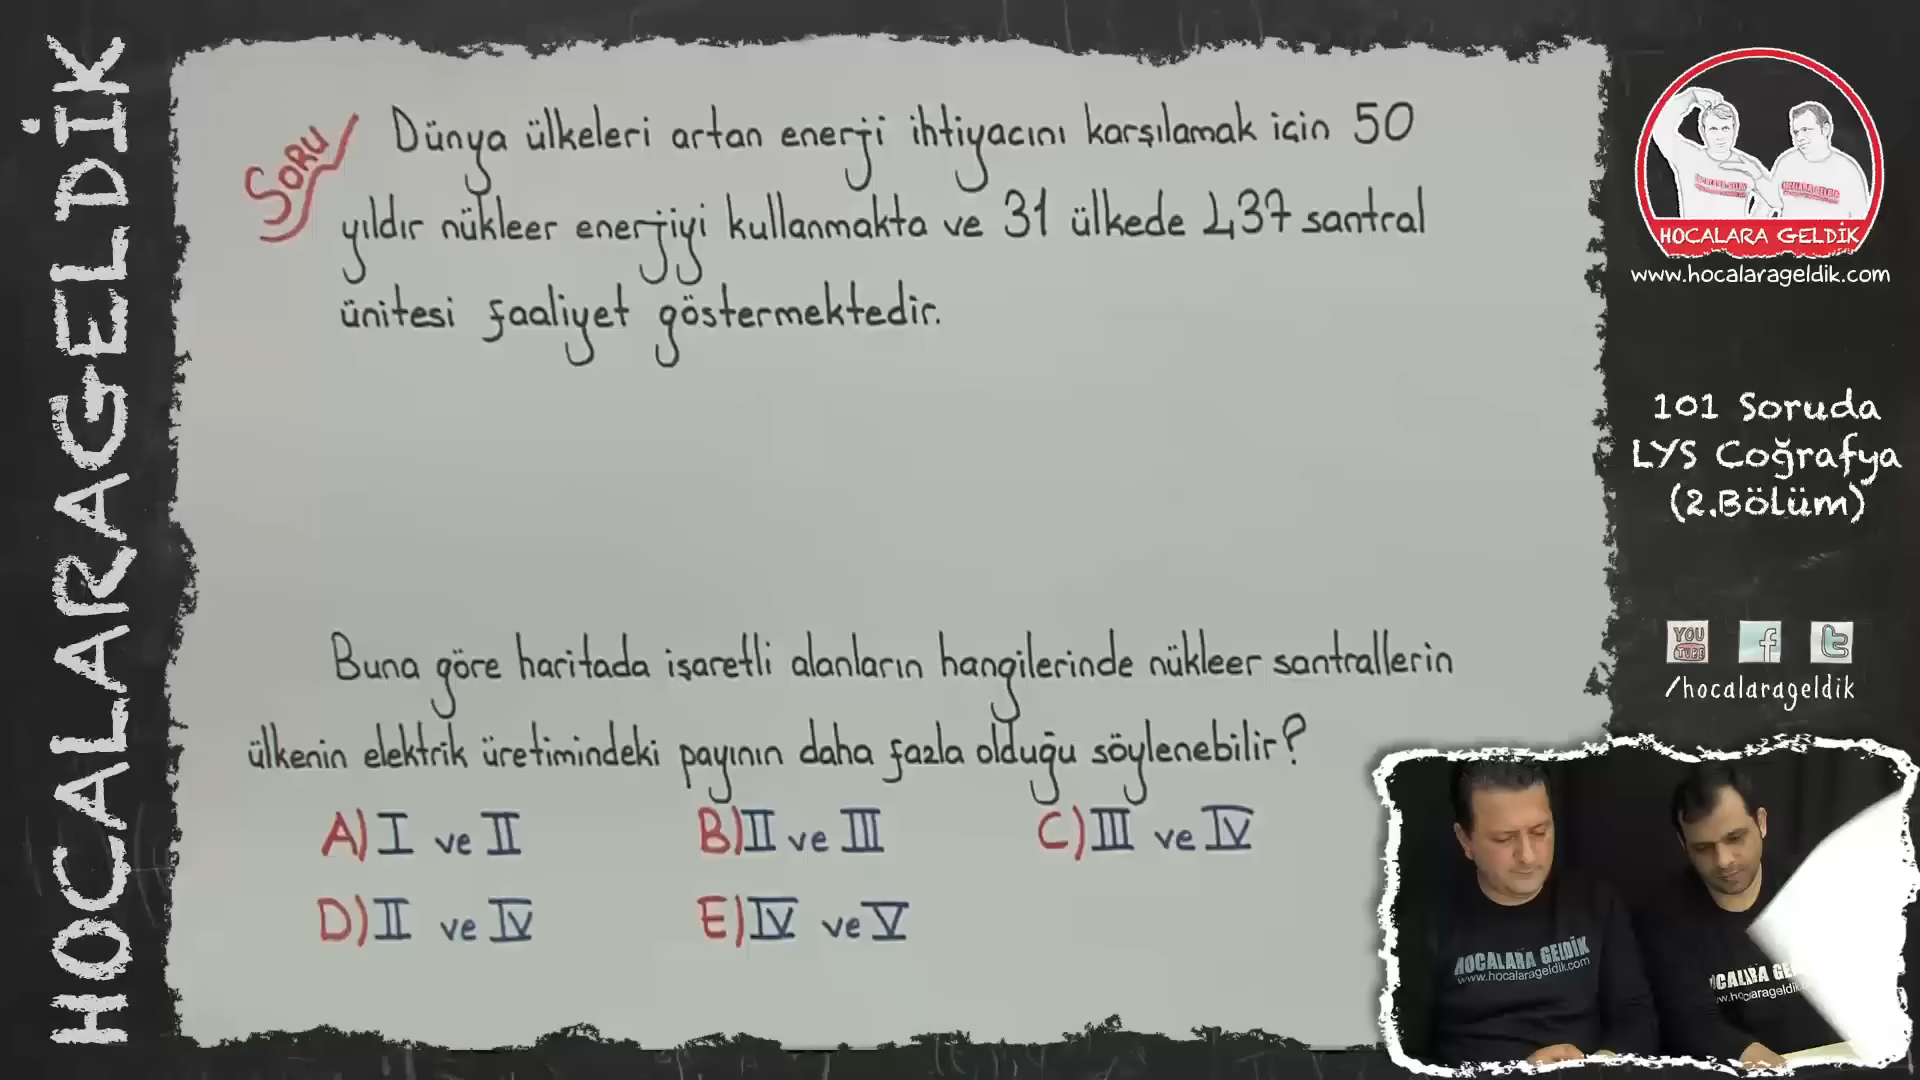 HOCALARAGELDİK
SORU
Dünya ülkeleri artan enerji ihtiyacını karşılamak için 50
yıldır nükleer enerjiyi kullanmakta ve 31 ülkede 437 santral
ünitesi faaliyet göstermektedir.
Buna göre haritada işaretli alanların hangilerinde nükleer santrallerin
ülkenin elektrik üretimindeki payının daha fazla olduğu söylenebilir?
A) I ve II
B) II ve III
C) III ve IV
D) II ve IV
E) IV ve V
HOCALARA GELDİK
www.hocalarageldik.com
101 Soruda
LYS Coğrafya
(2.Bölüm)
YOU
TUBE
f
t
/hocalarageldik
HOCALARA GELDİK
www.hocalarageldik.com